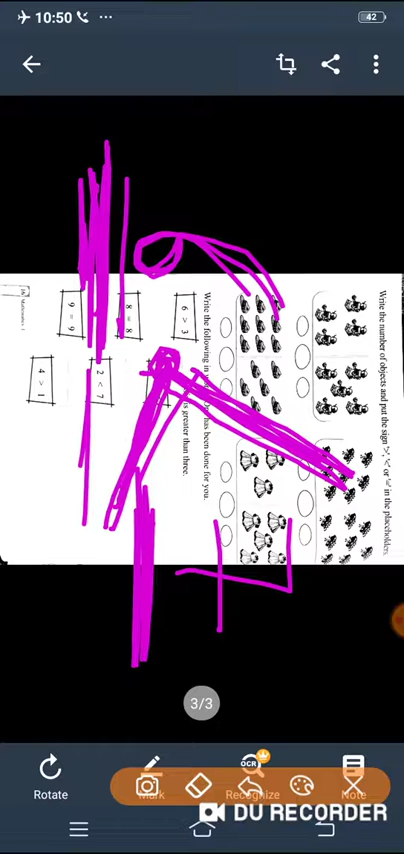 10:50
42
Write the number of objects and put the sign '>', '<' or '=' in the placeholders.
Write the following in
has been done for you.
6 > 3
is greater than three.
8 = 8
2 < 7
9 = 9
4 > 1
Mathematics
3/3
Rotate
Mark
OCR
Recognize
Note
DU RECORDER